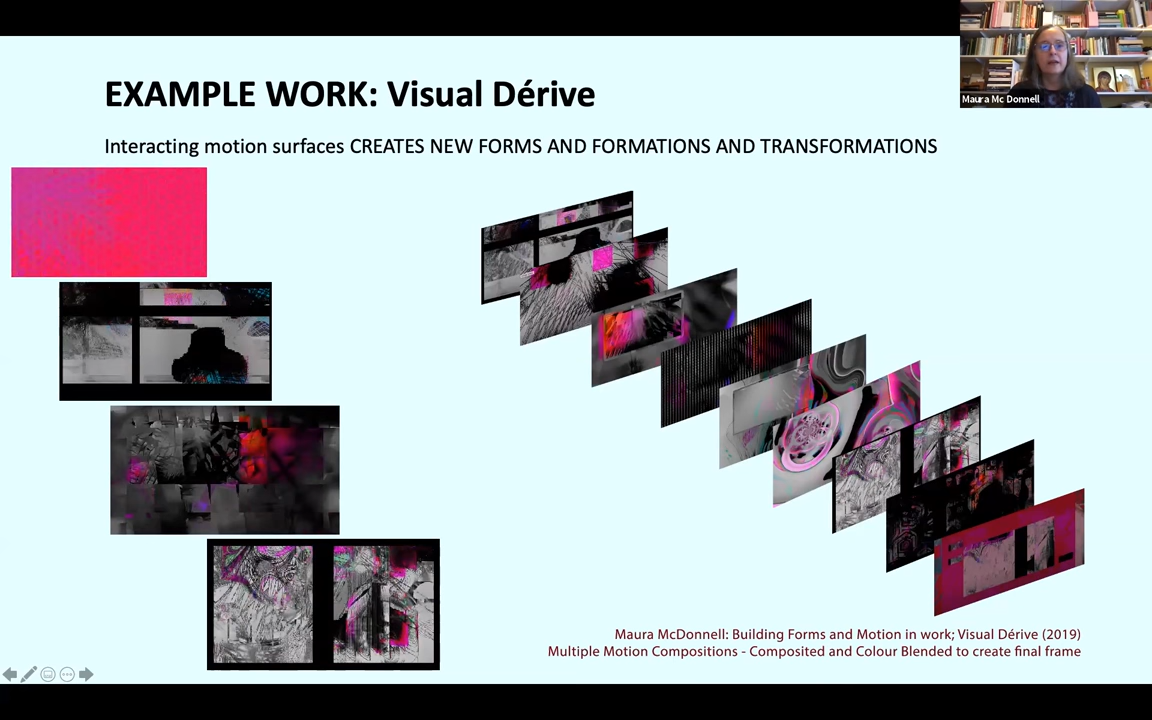 EXAMPLE WORK: Visual Dérive
Maura Mc Donnell
Interacting motion surfaces CREATES NEW FORMS AND FORMATIONS AND TRANSFORMATIONS
Maura McDonnell: Building Forms and Motion in work; Visual Dérive (2019)
Multiple Motion Compositions - Composited and Colour Blended to create final frame